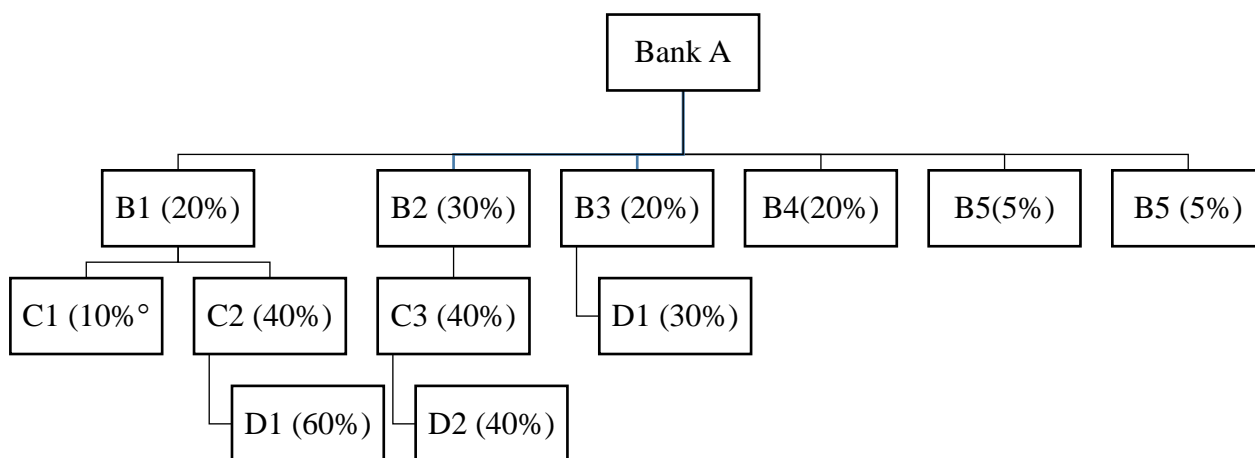 Bank A
B1 (20%)
B2 (30%)
B3 (20%)
B4(20%)
B5(5%)
B5 (5%)
C1 (10%°
C2 (40%)
C3 (40%)
D1 (30%)
D1 (60%)
D2 (40%)